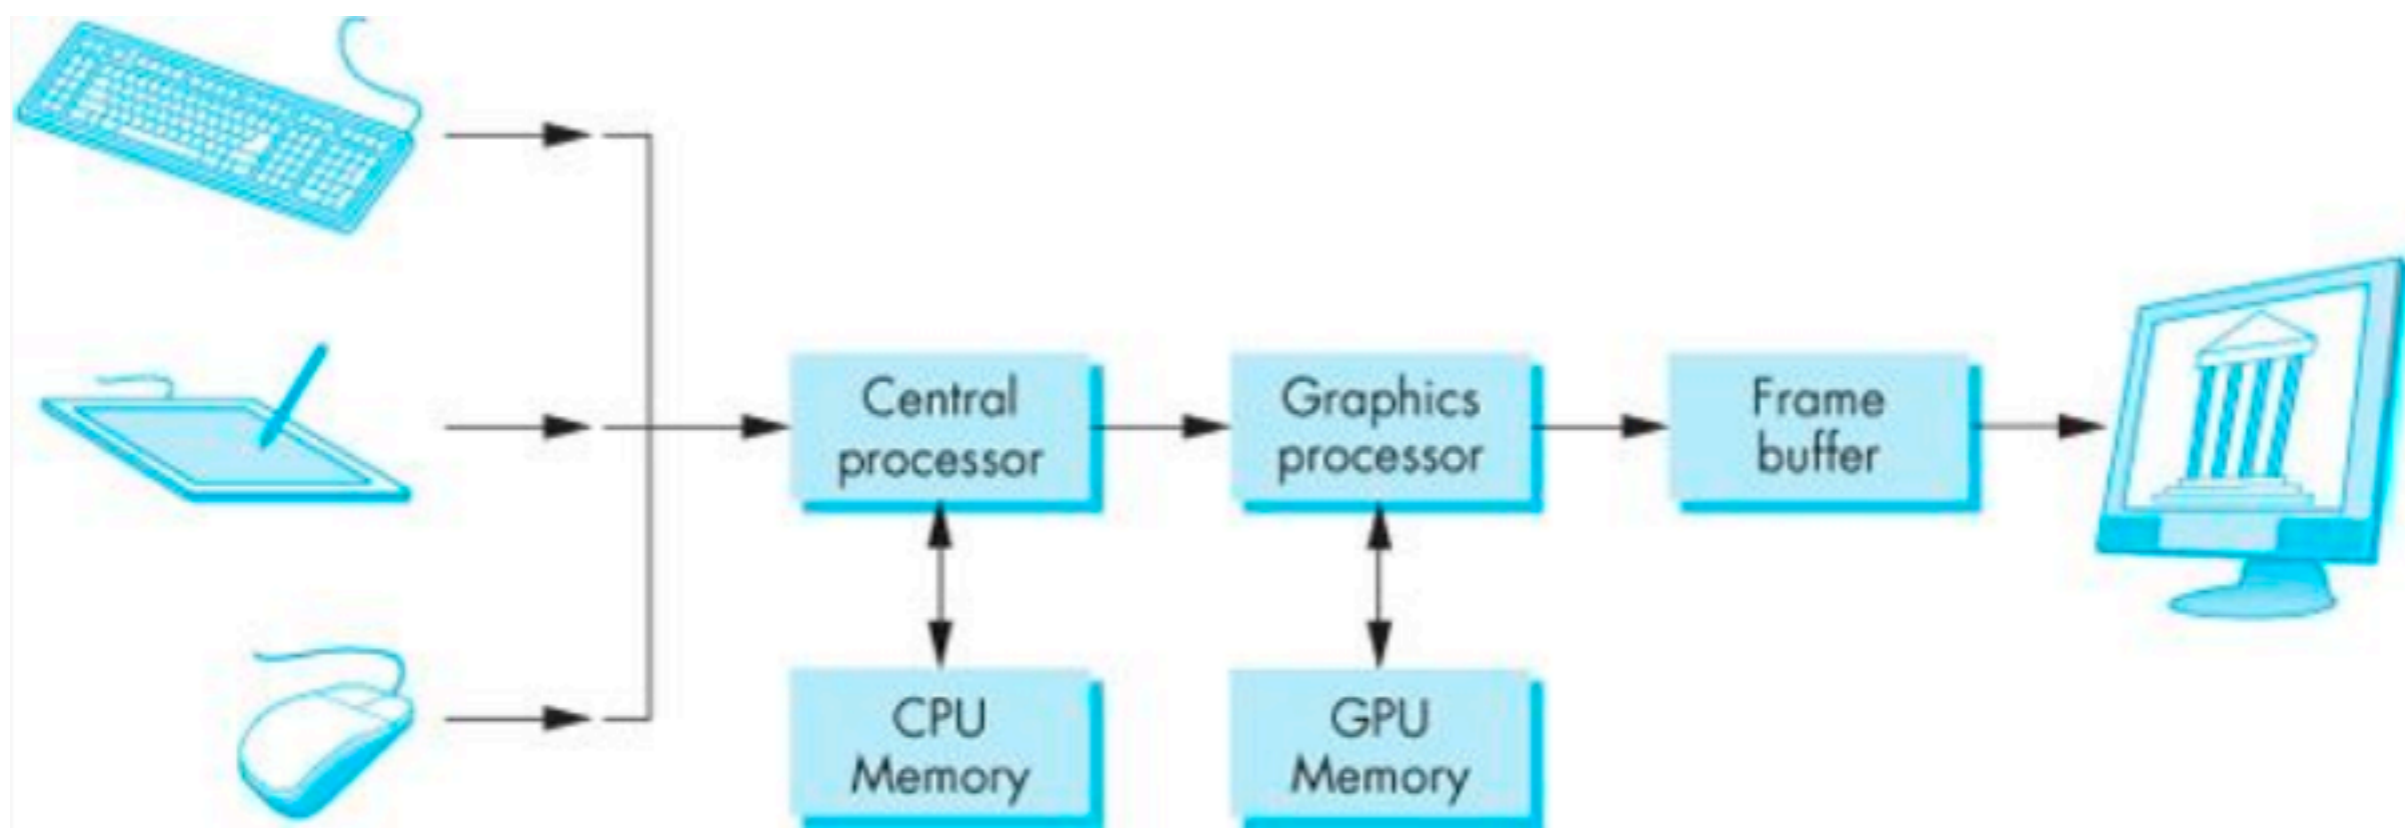 Central
processor
Graphics
processor
Frame
buffer
CPU
Memory
GPU
Memory